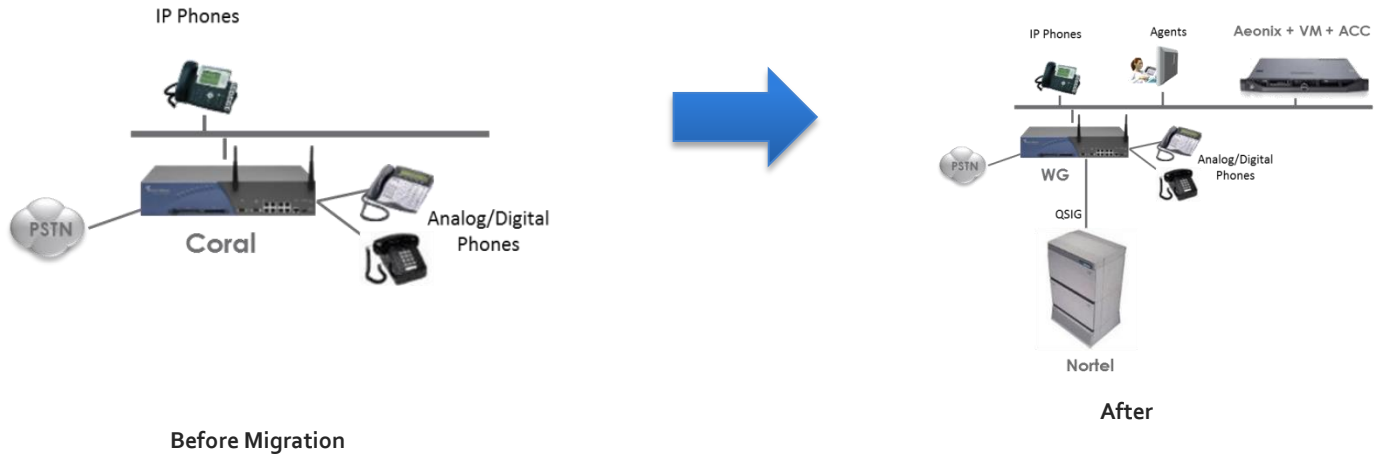 IP Phones
PSTN
Coral
Analog/Digital
Phones
Before Migration
IP Phones
Agents
Aeonix + VM + ACC
PSTN
WG
Analog/Digital
Phones
QSIG
Nortel
After